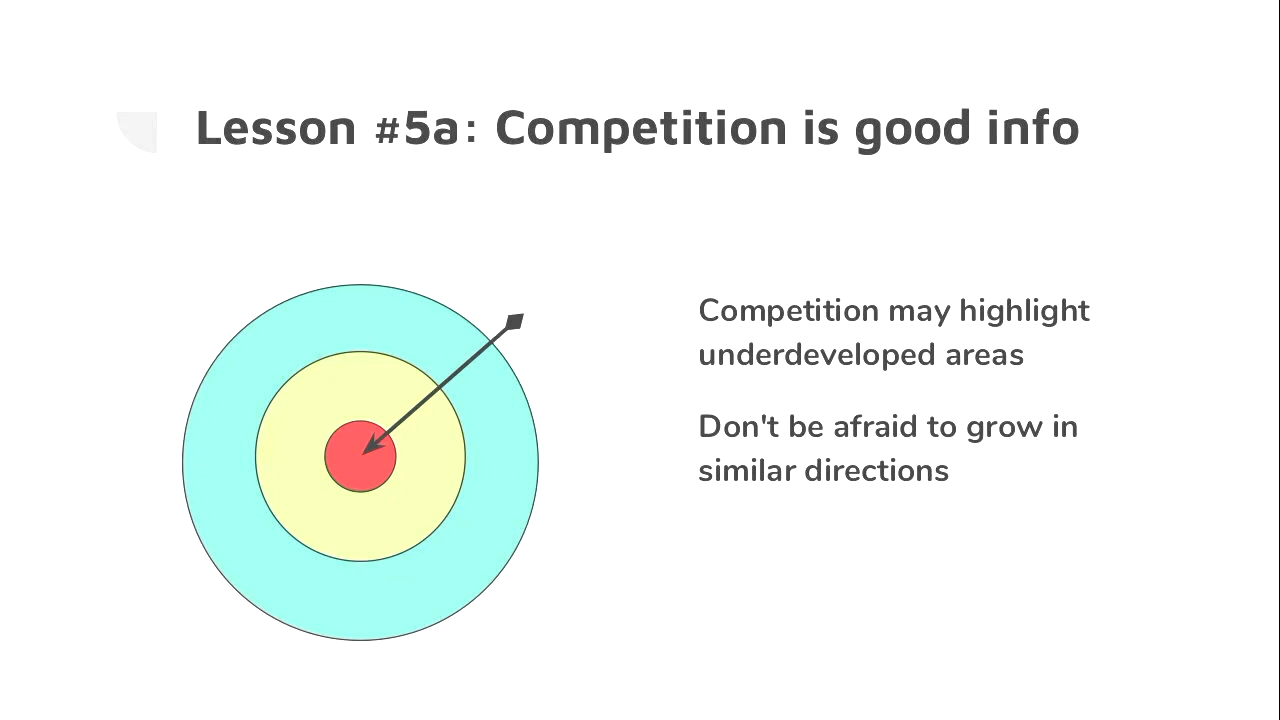 Lesson #5a: Competition is good info
Competition may highlight
underdeveloped areas
Don't be afraid to grow in
similar directions